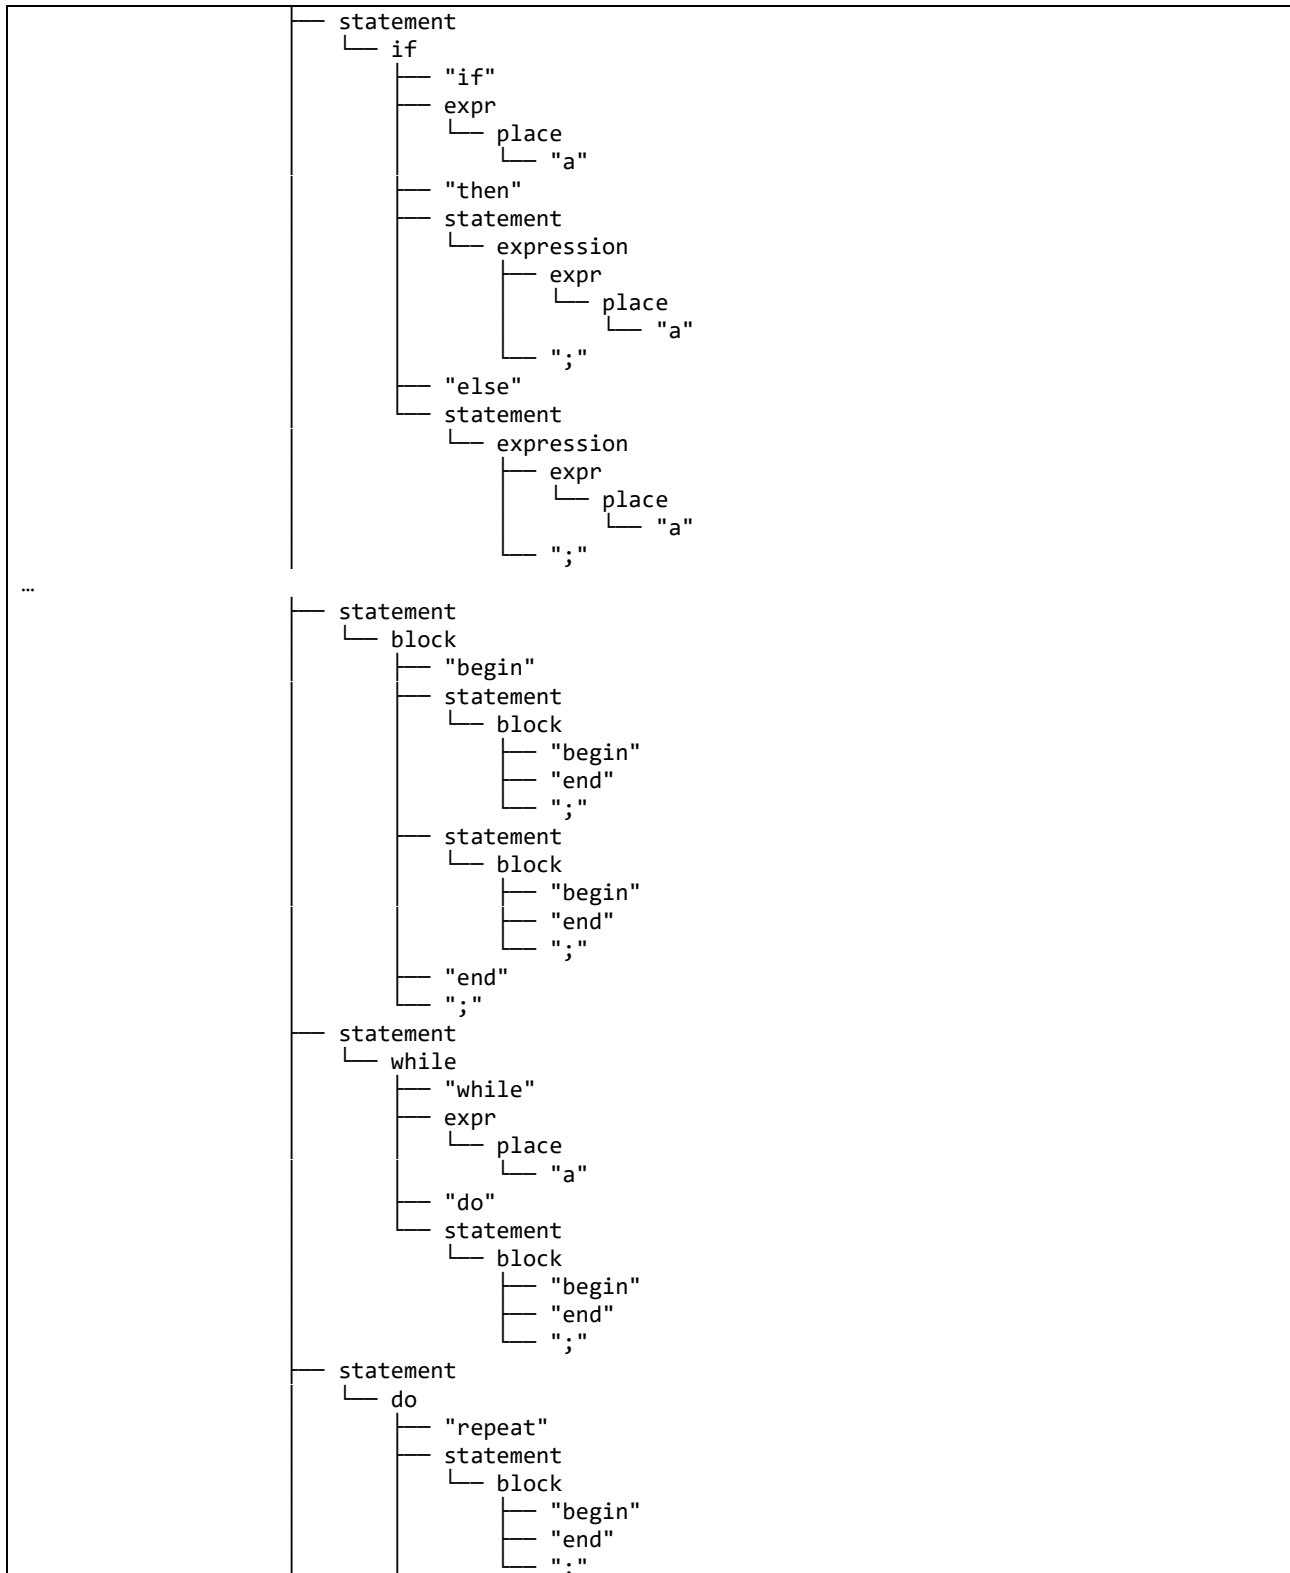 statement
if
"if"
expr
place
"a"
"then"
statement
expression
expr
place
"a"
";"
"else"
statement
expression
expr
place
"a"
";"
…
statement
block
"begin"
statement
block
"begin"
"end"
";"
statement
block
"begin"
"end"
";"
"end"
";"
statement
while
"while"
expr
place
"a"
"do"
statement
block
"begin"
"end"
";"
statement
do
"repeat"
statement
block
"begin"
"end"
";"